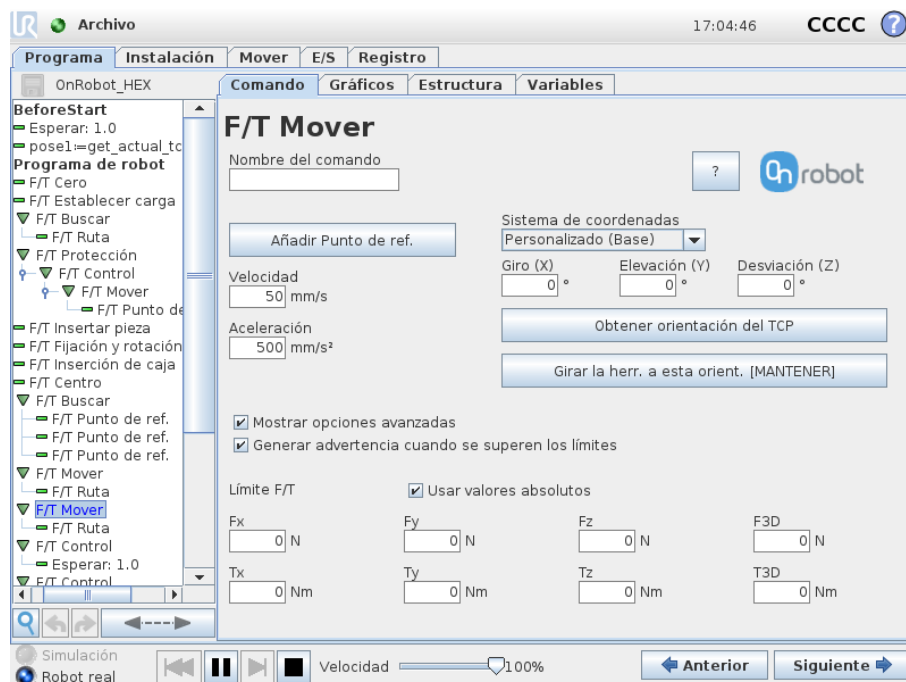 Archivo 17:04:46 CCCC ?
Programa Instalación Mover E/S Registro
OnRobot_HEX
Comando Gráficos Estructura Variables
BeforeStart
Esperar: 1.0
pose1:=get_actual_tc
Programa de robot
F/T Cero
F/T Establecer carga
F/T Buscar
F/T Ruta
F/T Protección
F/T Control
F/T Mover
F/T Punto de
F/T Insertar pieza
F/T Fijación y rotación
F/T Inserción de caja
F/T Centro
F/T Buscar
F/T Punto de ref.
F/T Punto de ref.
F/T Punto de ref.
F/T Mover
F/T Ruta
F/T Mover
F/T Ruta
F/T Control
Esperar: 1.0
F/T Control
F/T Mover
Nombre del comando
?
On robot
Añadir Punto de ref.
Sistema de coordenadas
Personalizado (Base)
Velocidad
50 mm/s
Giro (X) Elevación (Y) Desviación (Z)
0 ° 0 ° 0 °
Aceleración
500 mm/s²
Obtener orientación del TCP
Girar la herr. a esta orient. [MANTENER]
Mostrar opciones avanzadas
Generar advertencia cuando se superen los límites
Límite F/T Usar valores absolutos
Fx Fy Fz F3D
0 N 0 N 0 N 0 N
Tx Ty Tz T3D
0 Nm 0 Nm 0 Nm 0 Nm
Simulación
Robot real
Velocidad 100%
Anterior Siguiente